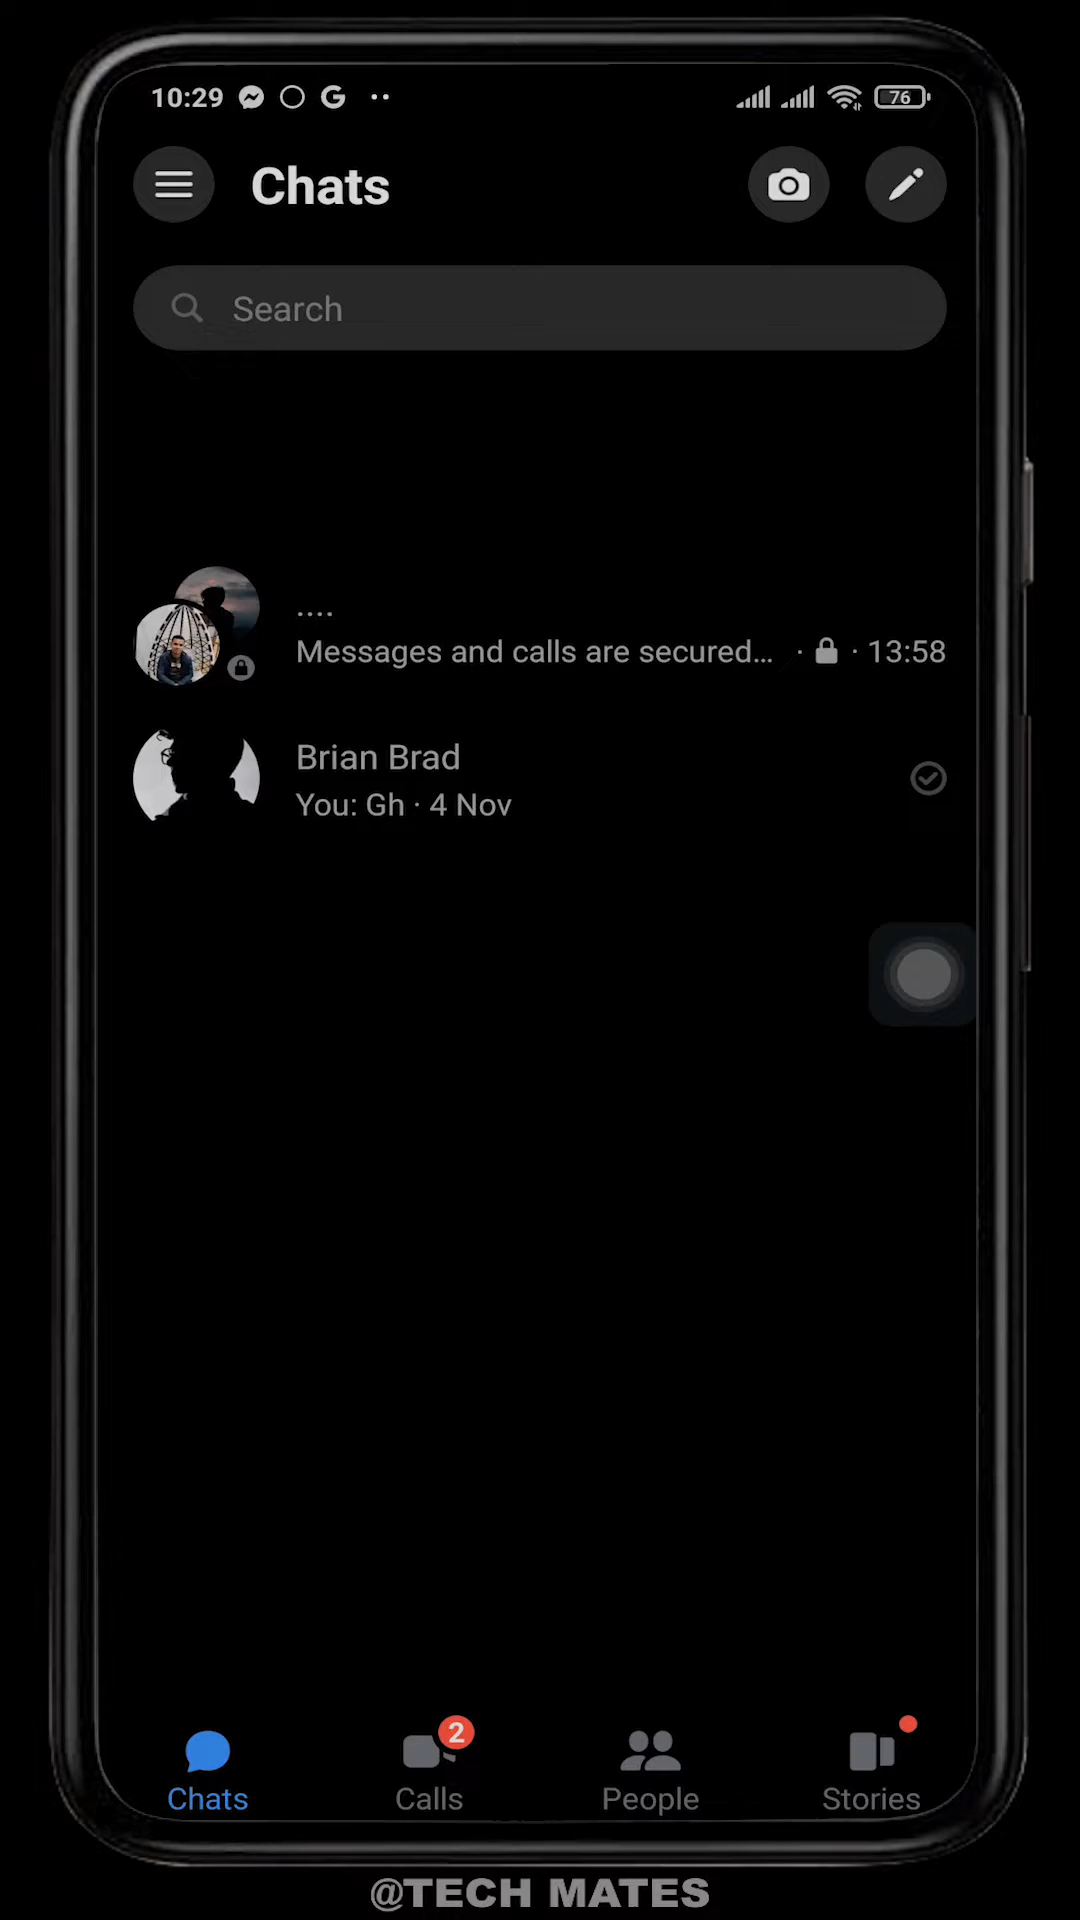 10:29
76
Chats
Search
....
Messages and calls are secured... · · 13:58
Brian Brad
You: Gh · 4 Nov
2
Chats
Calls
People
Stories
@TECH MATES